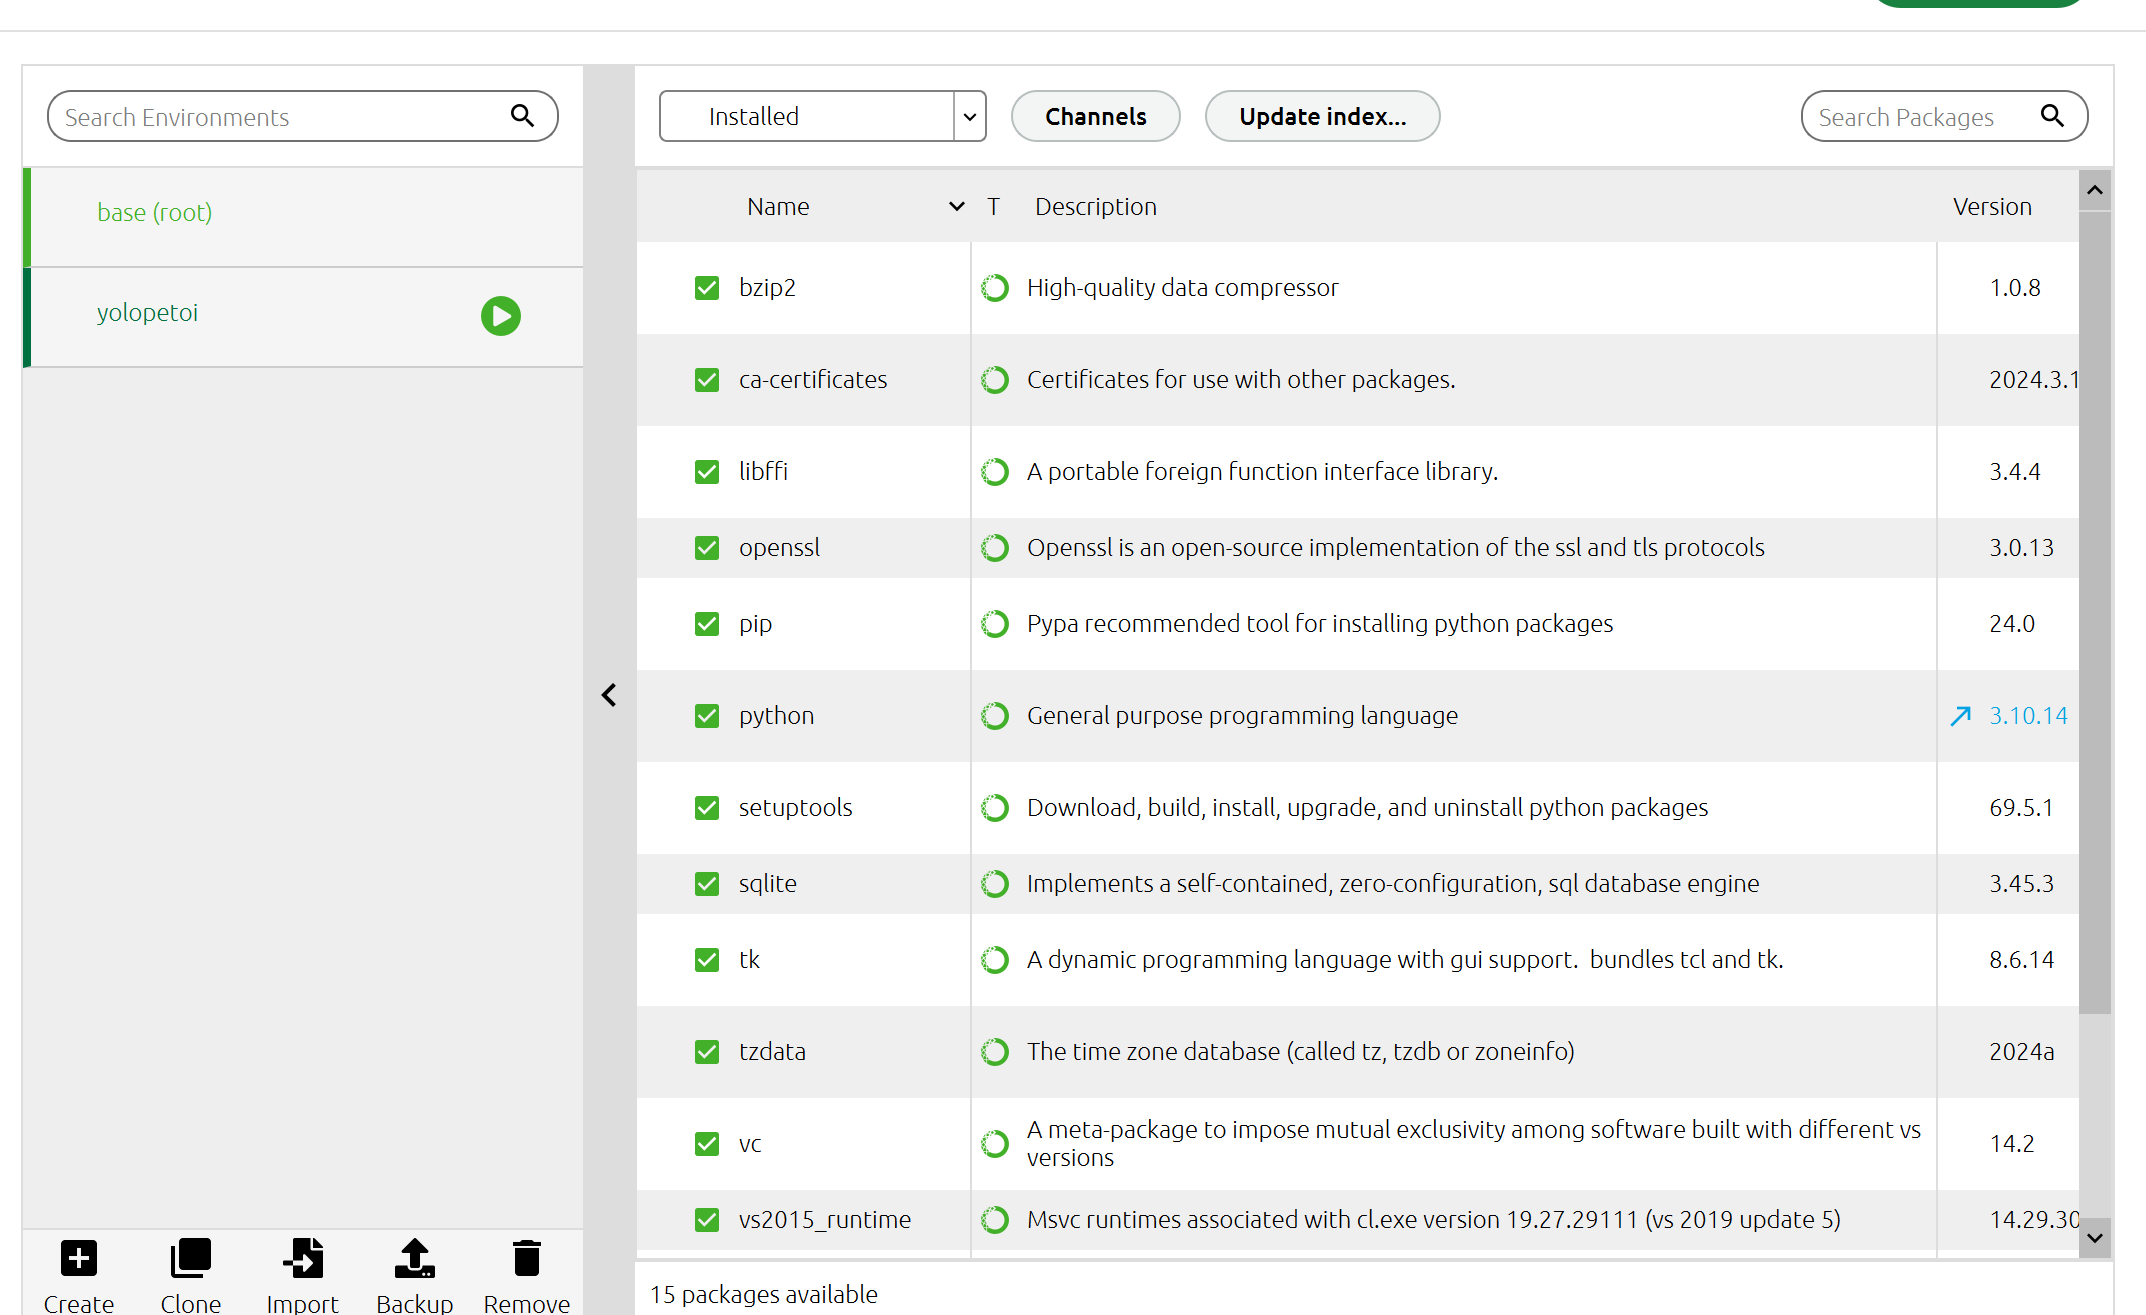 Search Environments
Installed
Channels
Update index...
Search Packages
base (root)
yolopetoi
Name T Description Version
bzip2 High-quality data compressor 1.0.8
ca-certificates Certificates for use with other packages. 2024.3.1
libffi A portable foreign function interface library. 3.4.4
openssl Openssl is an open-source implementation of the ssl and tls protocols 3.0.13
pip Pypa recommended tool for installing python packages 24.0
python General purpose programming language 3.10.14
setuptools Download, build, install, upgrade, and uninstall python packages 69.5.1
sqlite Implements a self-contained, zero-configuration, sql database engine 3.45.3
tk A dynamic programming language with gui support. bundles tcl and tk. 8.6.14
tzdata The time zone database (called tz, tzdb or zoneinfo) 2024a
vc A meta-package to impose mutual exclusivity among software built with different vs
versions 14.2
vs2015_runtime Msvc runtimes associated with cl.exe version 19.27.29111 (vs 2019 update 5) 14.29.30
Create Clone Import Backup Remove
15 packages available